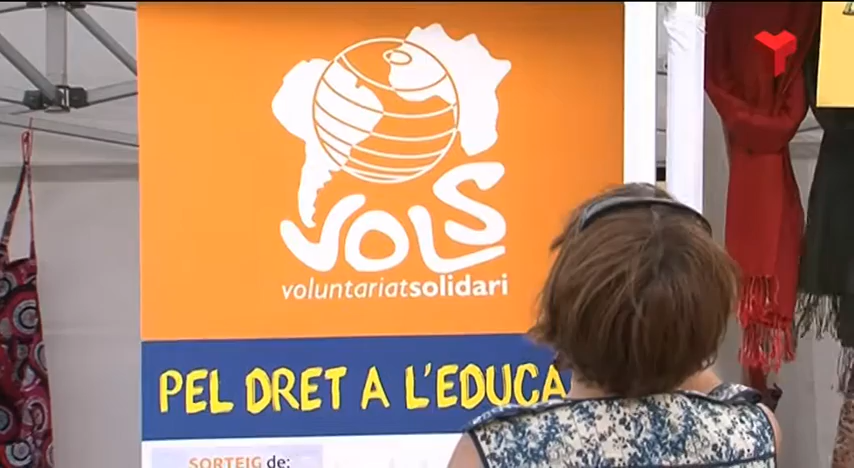 VOLS
voluntariatsolidari
PEL DRET A L'EDUCA
SORTEIG de: